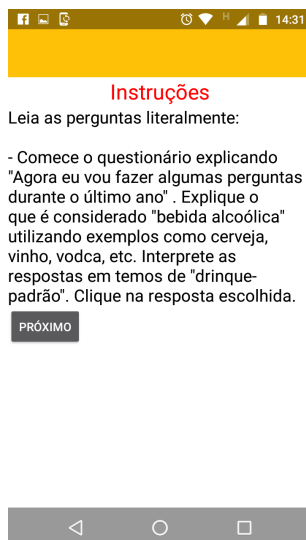 H 14:31
Instruções
Leia as perguntas literalmente:
- Comece o questionário explicando
"Agora eu vou fazer algumas perguntas
durante o último ano" . Explique o
que é considerado "bebida alcoólica"
utilizando exemplos como cerveja,
vinho, vodca, etc. Interprete as
respostas em temos de "drinque-
padrão". Clique na resposta escolhida.
PRÓXIMO